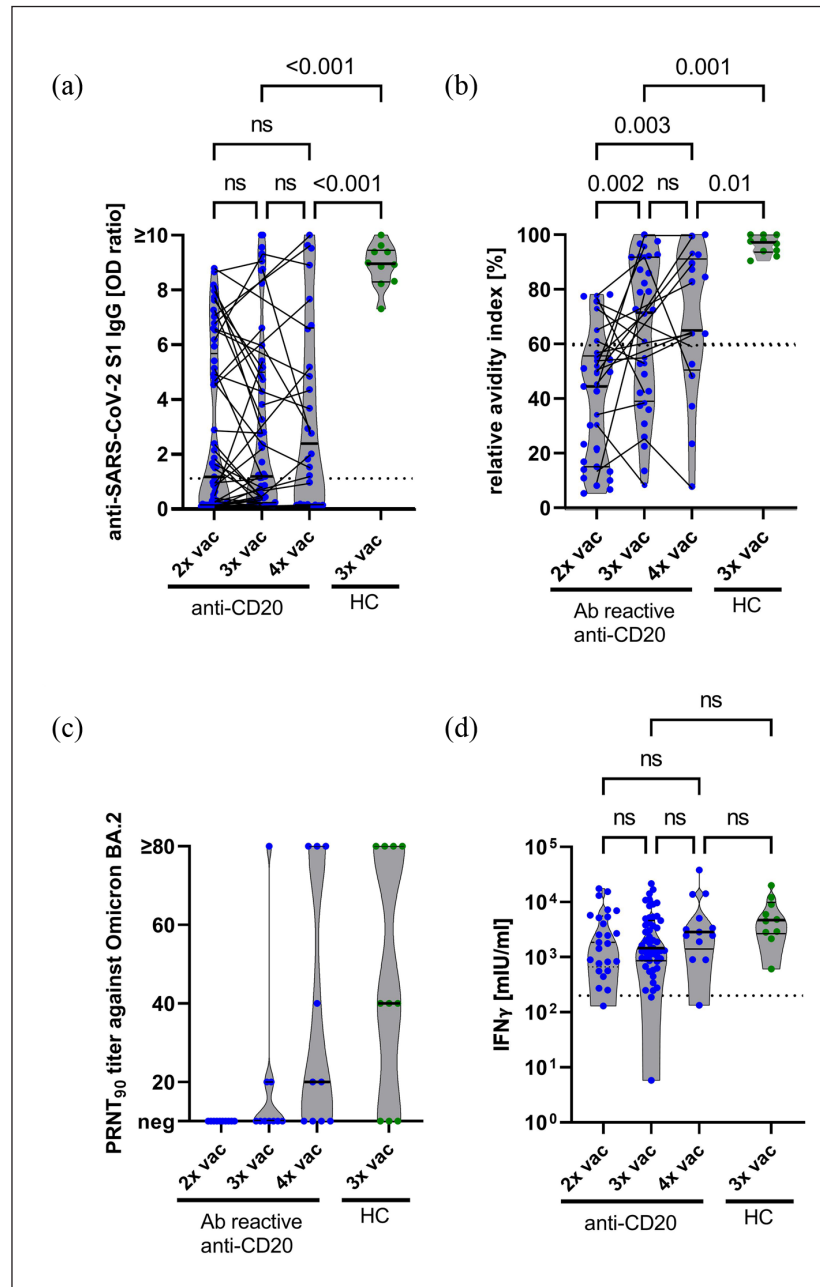 (a)
<0.001
ns
ns
ns
<0.001
anti-SARS-CoV-2 S1 IgG [OD ratio]
≥10
8
6
4
2
0
2x vac
3x vac
4x vac
3x vac
anti-CD20
HC
(b)
0.001
0.003
0.002
ns
0.01
relative avidity index [%]
100
80
60
40
20
0
2x vac
3x vac
4x vac
3x vac
Ab reactive
anti-CD20
HC
(c)
PRNT90 titer against Omicron BA.2
≥80
60
40
20
neg
2x vac
3x vac
4x vac
3x vac
Ab reactive
anti-CD20
HC
(d)
ns
ns
ns
ns
ns
IFNγ [mIU/ml]
10⁵
10⁴
10³
10²
10¹
10⁰
2x vac
3x vac
4x vac
3x vac
anti-CD20
HC